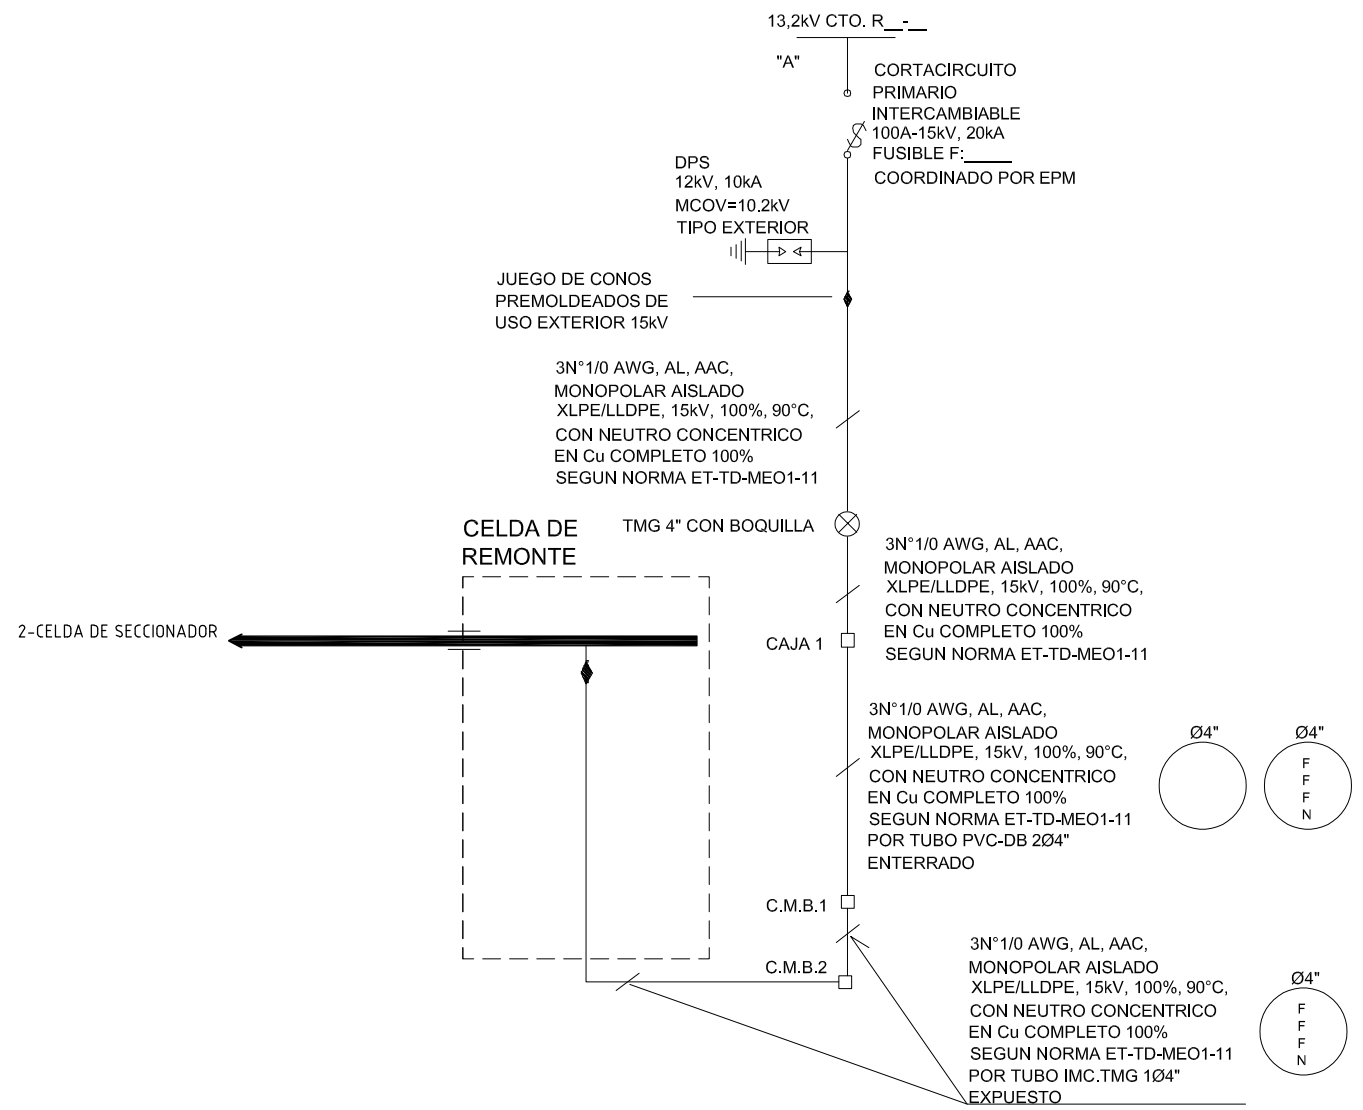 13,2kV CTO. R__-__
"A"
CORTACIRCUITO
PRIMARIO
INTERCAMBIABLE
100A-15kV, 20kA
FUSIBLE F:_____
COORDINADO POR EPM
DPS
12kV, 10kA
MCOV=10.2kV
TIPO EXTERIOR
JUEGO DE CONOS
PREMOLDEADOS DE
USO EXTERIOR 15kV
3N°1/0 AWG, AL, AAC,
MONOPOLAR AISLADO
XLPE/LLDPE, 15kV, 100%, 90°C,
CON NEUTRO CONCENTRICO
EN Cu COMPLETO 100%
SEGUN NORMA ET-TD-MEO1-11
TMG 4" CON BOQUILLA
CELDA DE
REMONTE
2-CELDA DE SECCIONADOR
3N°1/0 AWG, AL, AAC,
MONOPOLAR AISLADO
XLPE/LLDPE, 15kV, 100%, 90°C,
CON NEUTRO CONCENTRICO
EN Cu COMPLETO 100%
SEGUN NORMA ET-TD-MEO1-11
CAJA 1
3N°1/0 AWG, AL, AAC,
MONOPOLAR AISLADO
XLPE/LLDPE, 15kV, 100%, 90°C,
CON NEUTRO CONCENTRICO
EN Cu COMPLETO 100%
SEGUN NORMA ET-TD-MEO1-11
POR TUBO PVC-DB 2Ø4"
ENTERRADO
Ø4"
Ø4"
F
F
F
N
C.M.B.1
C.M.B.2
3N°1/0 AWG, AL, AAC,
MONOPOLAR AISLADO
XLPE/LLDPE, 15kV, 100%, 90°C,
CON NEUTRO CONCENTRICO
EN Cu COMPLETO 100%
SEGUN NORMA ET-TD-MEO1-11
POR TUBO IMC.TMG 1Ø4"
EXPUESTO
Ø4"
F
F
F
N